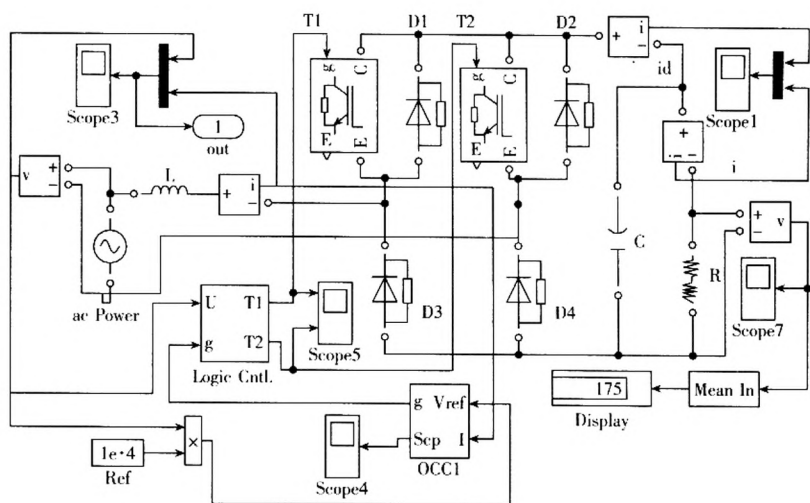 T1
D1
T2
D2
+
i
−
id
g
C
E
E
g
C
E
E
Scope3
1
out
Scope1
v
+
−
L
+
i
−
+
i
−
i
ac Power
U
T1
g
T2
Logic Cntl.
Scope5
D3
D4
C
R
+
−
v
Scope7
175
Display
Mean In
1e·4
Ref
×
Scope4
g
Vref
Scp
I
OCC1